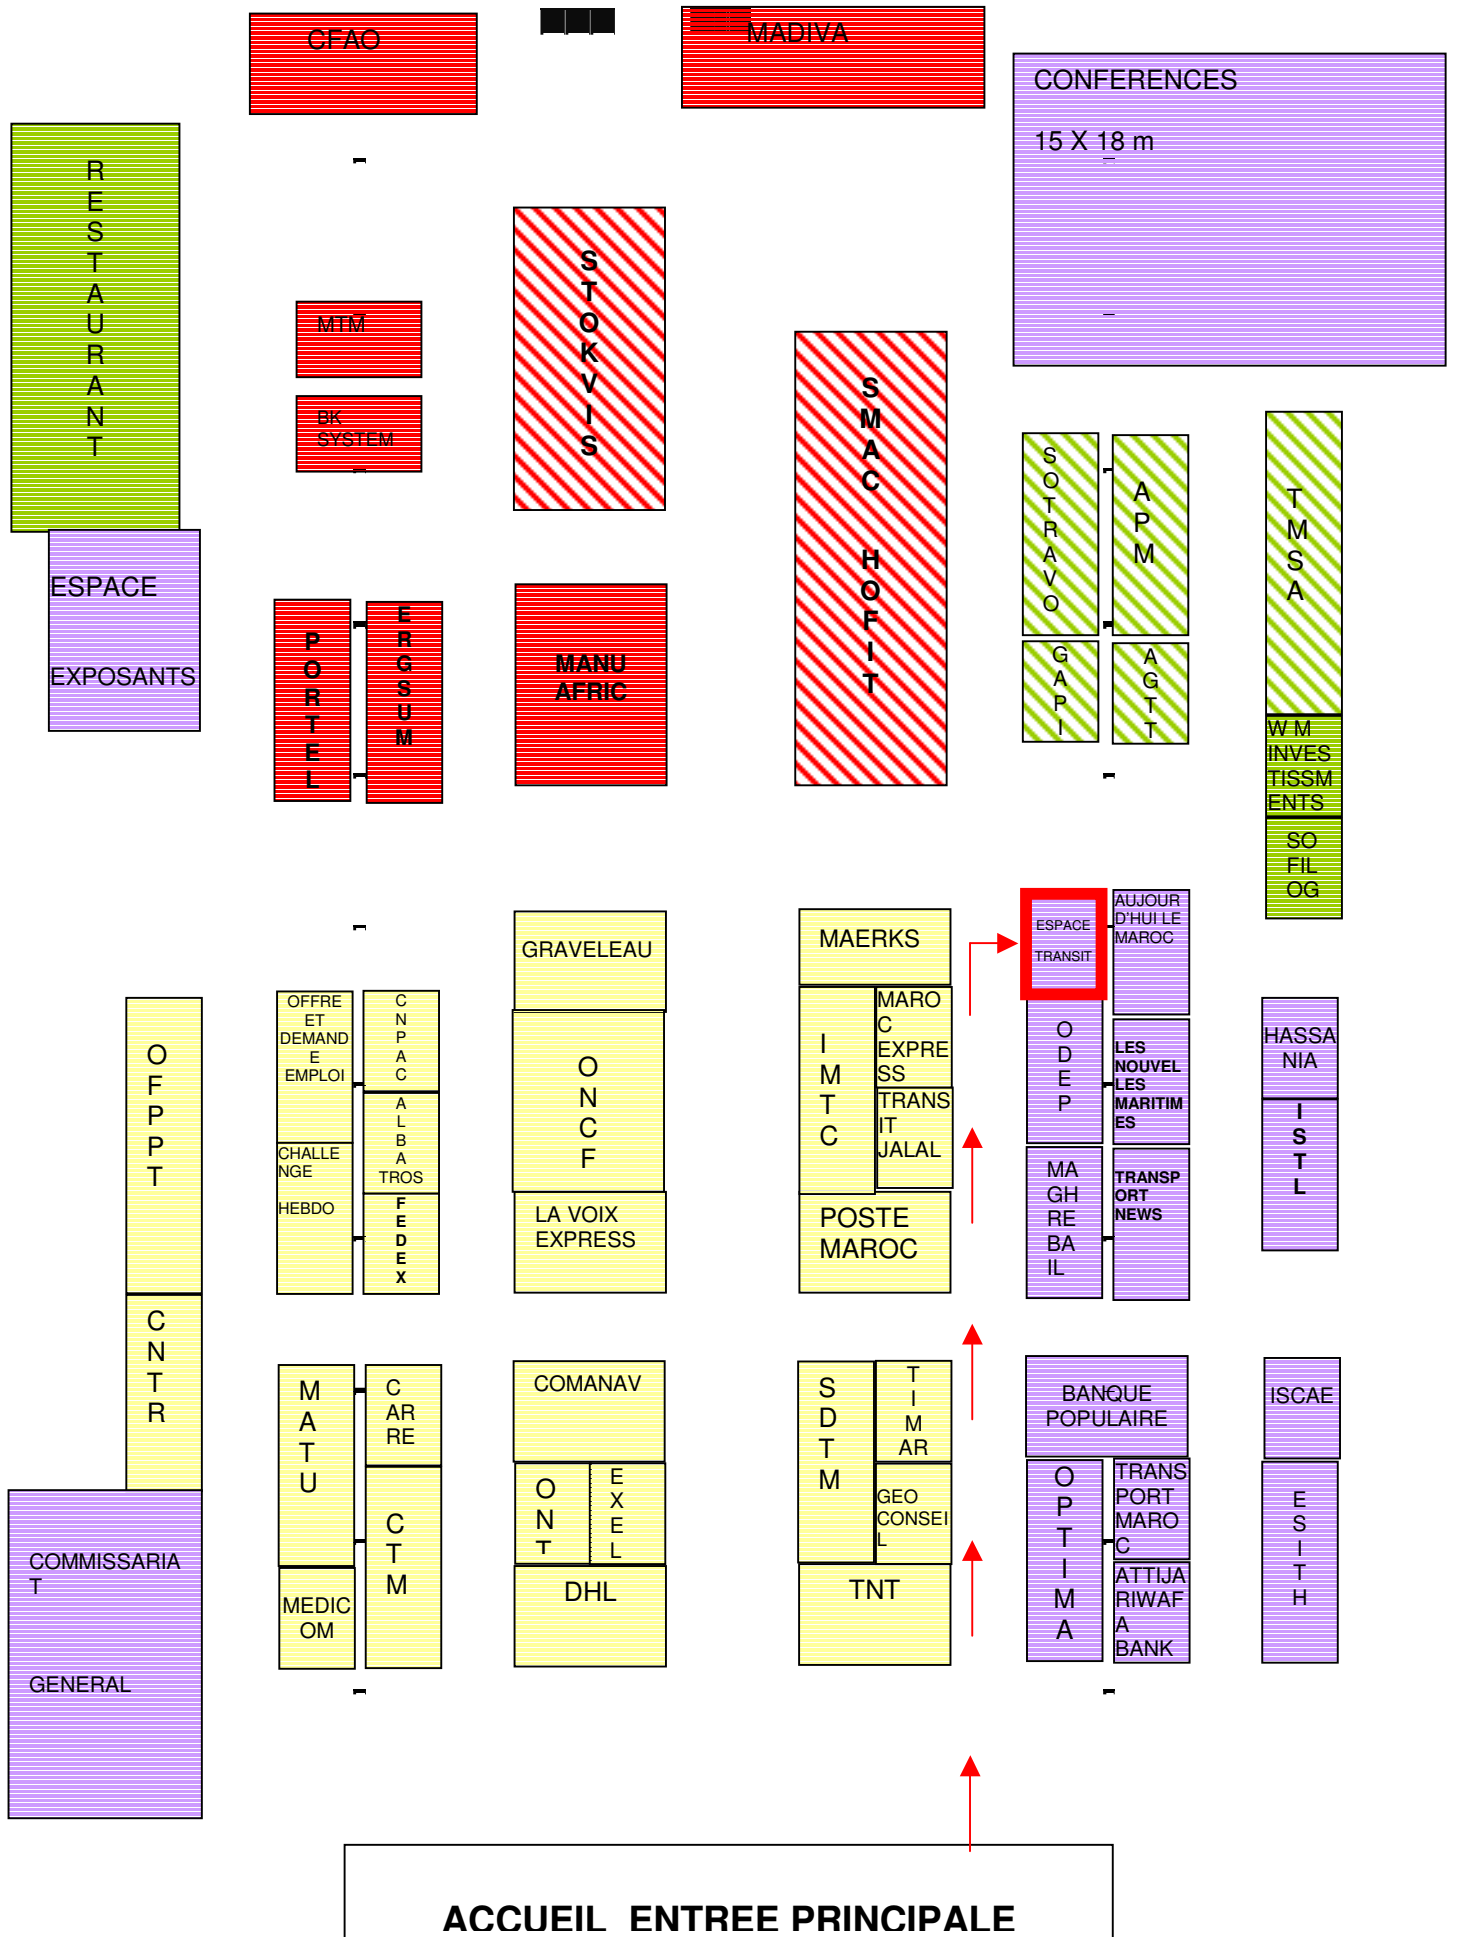 CFAO
MADIVA
CONFERENCES
15 X 18 m
RESTAURANT
STOKVIS
MTM
BK
SYSTEM
SMAC HOFIT
SOTRAVO
APM
TMSA
ESPACE
EXPOSANTS
PORTEL
ERGSUM
MANU
AFRIC
GAPI
AGTT
W M
INVES
TISSM
ENTS
SO
FIL
OG
GRAVELEAU
MAERKS
ESPACE
TRANSIT
AUJOUR
D'HUI LE
MAROC
OFPPT
OFFRE
ET
DEMAND
E
EMPLOI
CNPAC
ONCF
IMTC
MARO
C
EXPRE
SS
TRANS
IT
JALAL
ODEP
LES
NOUVEL
LES
MARITIM
ES
HASSA
NIA
ISTL
CHALLE
NGE
HEBDO
A
L
B
A
TROS
FEDEX
LA VOIX
EXPRESS
POSTE
MAROC
MA
GH
RE
BA
IL
TRANSP
ORT
NEWS
CNTR
MATU
C
AR
RE
COMANAV
SDTM
T
I
M
AR
BANQUE
POPULAIRE
ISCAE
CTM
ONT
EXEL
GEO
CONSEI
L
OPTIMA
TRANS
PORT
MARO
C
ESITH
COMMISSARIA
T
GENERAL
MEDIC
OM
DHL
TNT
ATTIJA
RIWAF
A
BANK
ACCUEIL ENTREE PRINCIPALE